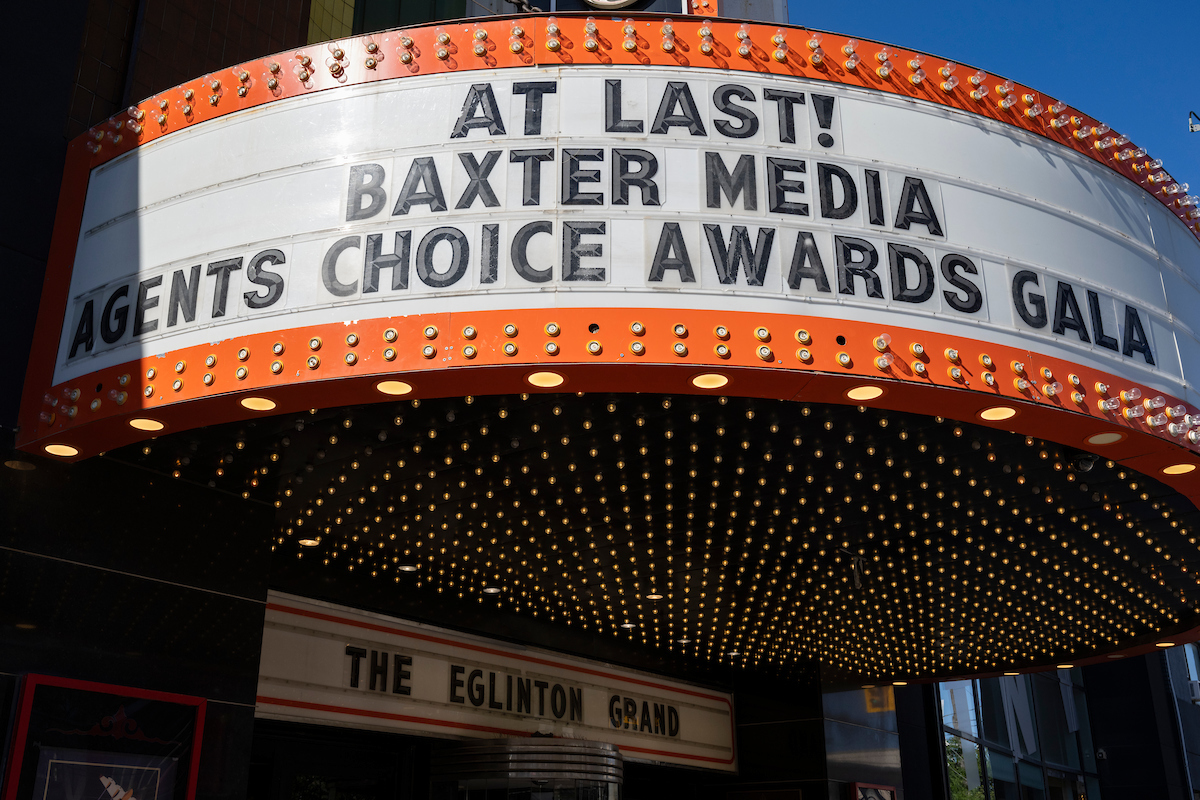 AT LAST!
BAXTER MEDIA
AGENTS CHOICE AWARDS GALA
THE EGLINTON GRAND